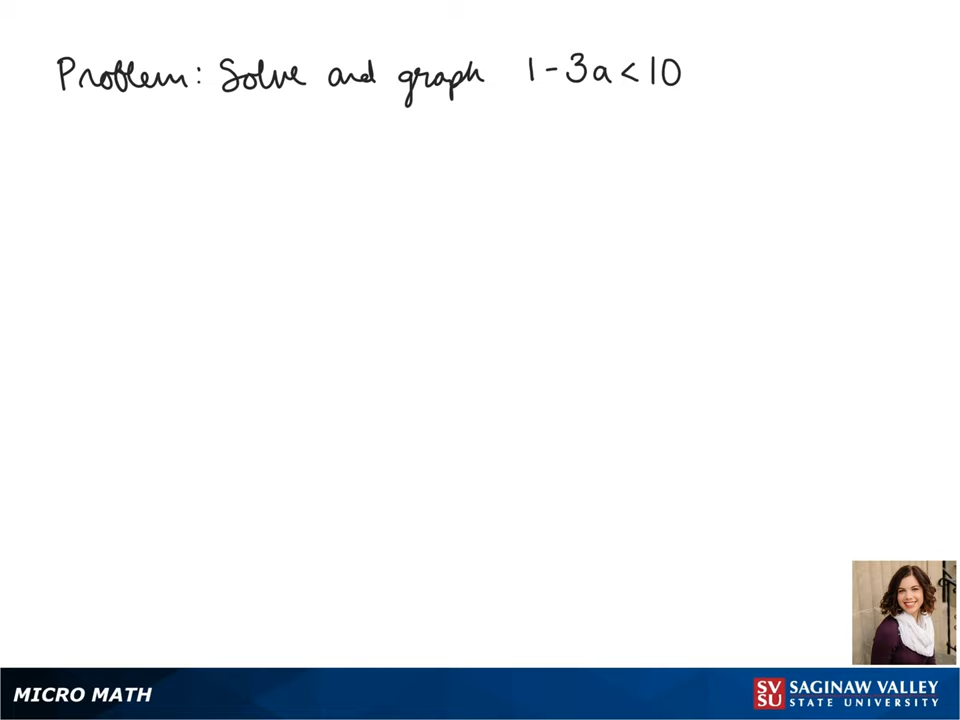 Problem: Solve and graph 1-3a<10
MICRO MATH
SV
SU
SAGINAW VALLEY
STATE UNIVERSITY